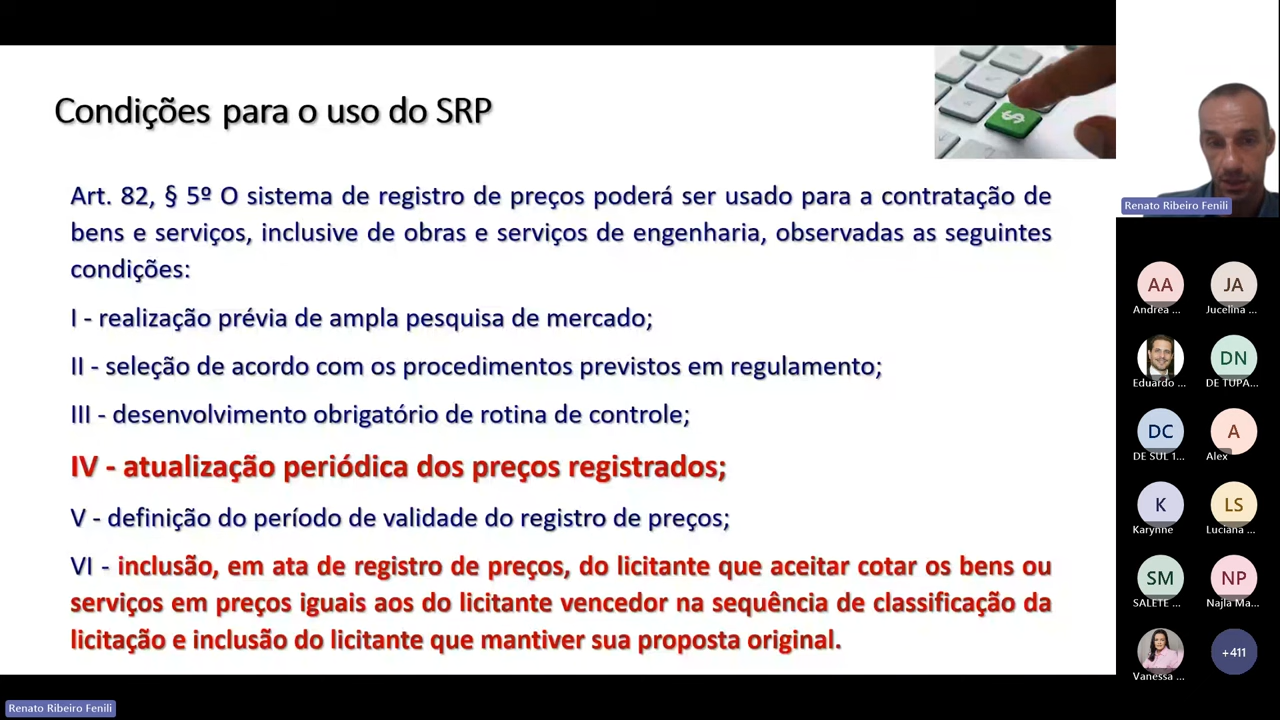 Condições para o uso do SRP
Art. 82, § 5º O sistema de registro de preços poderá ser usado para a contratação de
bens e serviços, inclusive de obras e serviços de engenharia, observadas as seguintes
condições:
I - realização prévia de ampla pesquisa de mercado;
II - seleção de acordo com os procedimentos previstos em regulamento;
III - desenvolvimento obrigatório de rotina de controle;
IV - atualização periódica dos preços registrados;
V - definição do período de validade do registro de preços;
VI - inclusão, em ata de registro de preços, do licitante que aceitar cotar os bens ou
serviços em preços iguais aos do licitante vencedor na sequência de classificação da
licitação e inclusão do licitante que mantiver sua proposta original.
$
Renato Ribeiro Fenili
AA
JA
Andrea ...
Jucelina ...
DN
Eduardo ...
DE TUPA...
DC
A
DE SUL 1...
Alex
K
LS
Karynne
Luciana ...
SM
NP
SALETE ...
Najla Ma...
+411
Vanessa ...
Renato Ribeiro Fenili